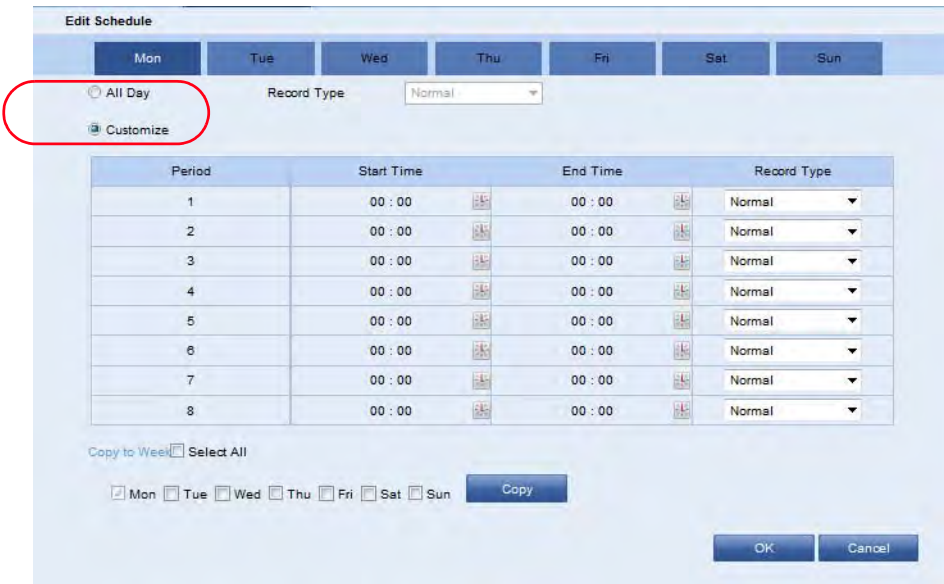 Edit Schedule
Mon Tue Wed Thu Fri Sat Sun
All Day Record Type Normal
Customize
Period Start Time End Time Record Type
1 00 : 00 00 : 00 Normal
2 00 : 00 00 : 00 Normal
3 00 : 00 00 : 00 Normal
4 00 : 00 00 : 00 Normal
5 00 : 00 00 : 00 Normal
6 00 : 00 00 : 00 Normal
7 00 : 00 00 : 00 Normal
8 00 : 00 00 : 00 Normal
Copy to Week Select All
Mon Tue Wed Thu Fri Sat Sun Copy
OK Cancel